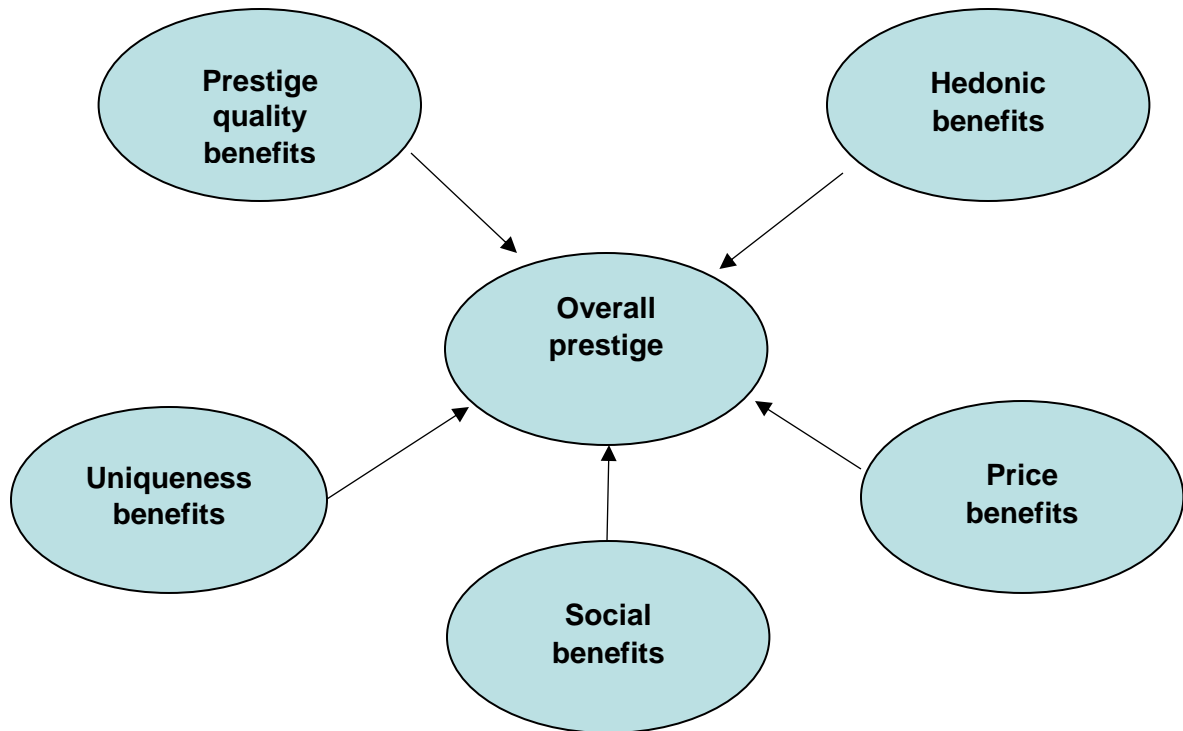 Prestige
quality
benefits
Hedonic
benefits
Overall
prestige
Uniqueness
benefits
Price
benefits
Social
benefits